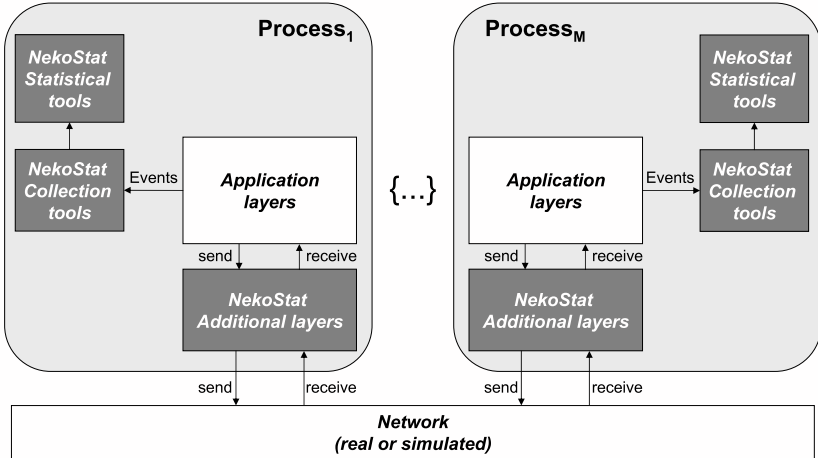 Process1
NekoStat
Statistical
tools
NekoStat
Collection
tools
Events
Application
layers
send
receive
NekoStat
Additional layers
send
receive
{...}
ProcessM
NekoStat
Statistical
tools
Application
layers
Events
NekoStat
Collection
tools
send
receive
NekoStat
Additional layers
send
receive
Network
(real or simulated)